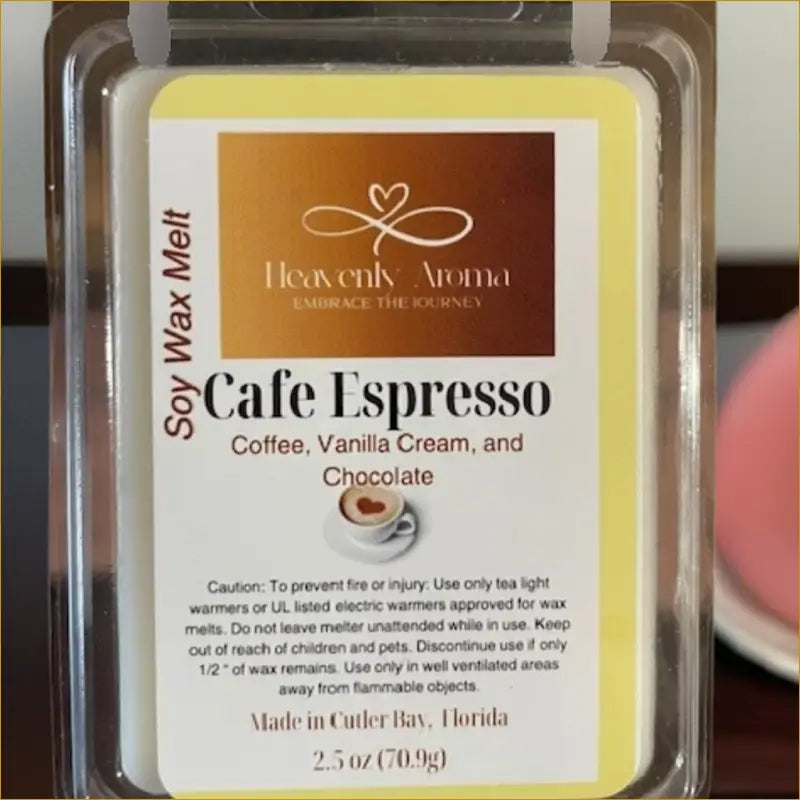 Heavenly Aroma
EMBRACE THE JOURNEY
Soy Wax Melt
Cafe Espresso
Coffee, Vanilla Cream, and
Chocolate
Caution: To prevent fire or injury: Use only tea light
warmers or UL listed electric warmers approved for wax
melts. Do not leave melter unattended while in use. Keep
out of reach of children and pets. Discontinue use if only
1/2 " of wax remains. Use only in well ventilated areas
away from flammable objects.
Made in Cutler Bay, Florida
2.5 oz (70.9g)